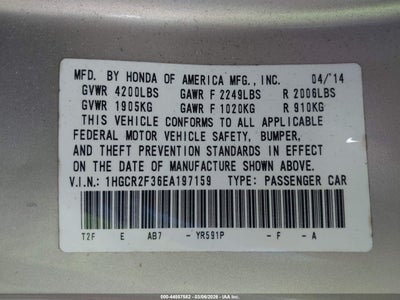 MFD. BY HONDA OF AMERICA MFG., INC. 04/14
GVWR 4200LBS GAWR F 2249LBS R 2006LBS
GVWR 1905KG GAWR F 1020KG R 910KG
THIS VEHICLE CONFORMS TO ALL APPLICABLE
FEDERAL MOTOR VEHICLE SAFETY, BUMPER,
AND THEFT PREVENTION STANDARDS IN EFFECT
ON THE DATE OF MANUFACTURE SHOWN ABOVE.
V.I.N.: 1HGCR2F36EA197159 TYPE: PASSENGER CAR
T2F E AB7 - YR591P - F - A
000-44607582 - 03/06/2026 - IAA Inc.